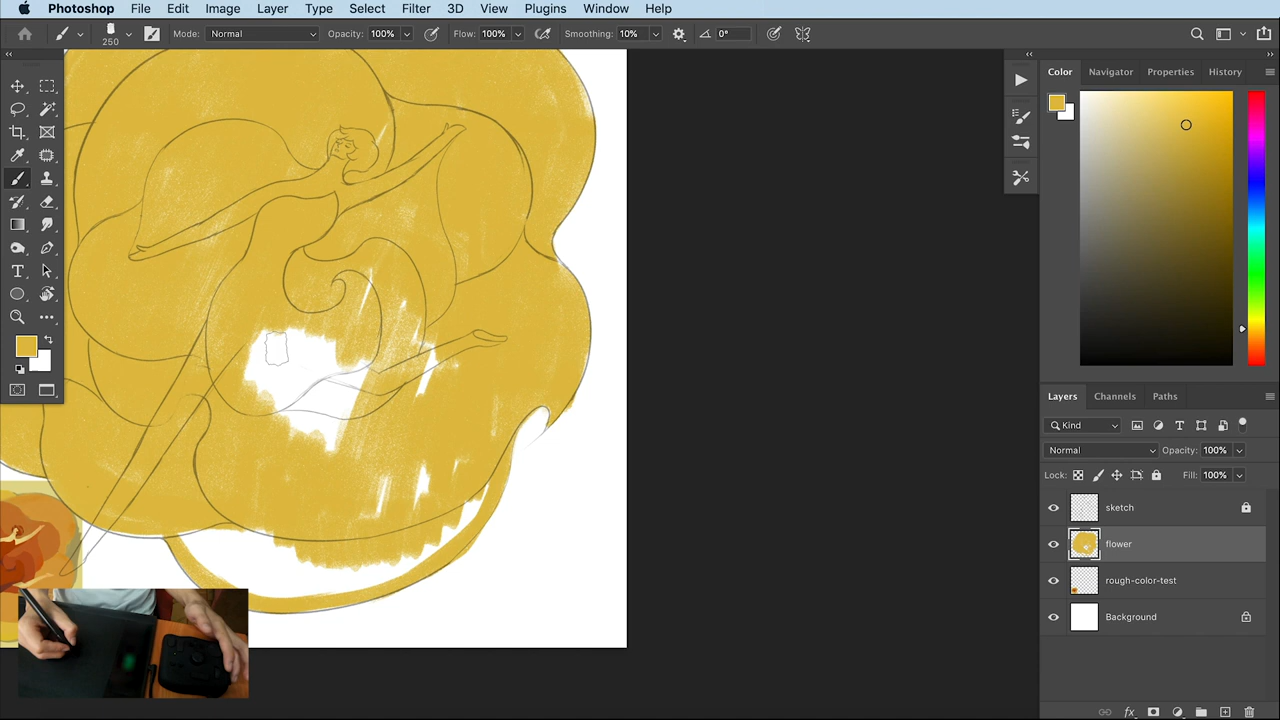 Photoshop File Edit Image Layer Type Select Filter 3D View Plugins Window Help
250 Mode: Normal Opacity: 100% Flow: 100% Smoothing: 10% 0°
Color Navigator Properties History
Layers Channels Paths
Kind
Normal Opacity: 100%
Lock: Fill: 100%
sketch
flower
rough-color-test
Background
fx